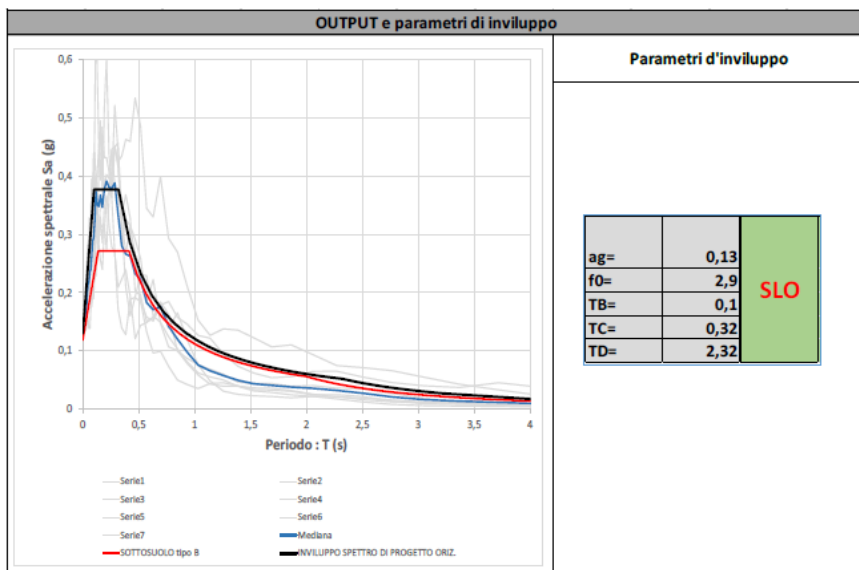 OUTPUT e parametri di inviluppo
Parametri d'inviluppo
Accelerazione spettrale Sa (g)
0,6
0,5
0,4
0,3
0,2
0,1
0
0 0,5 1 1,5 2 2,5 3 3,5 4
Periodo : T (s)
Serie1 Serie2
Serie3 Serie4
Serie5 Serie6
Serie7 Mediana
SOTTOSUOLO tipo B INVILUPPO SPETTRO DI PROGETTO ORIZ.
ag= 0,13
f0= 2,9
TB= 0,1
TC= 0,32
TD= 2,32
SLO